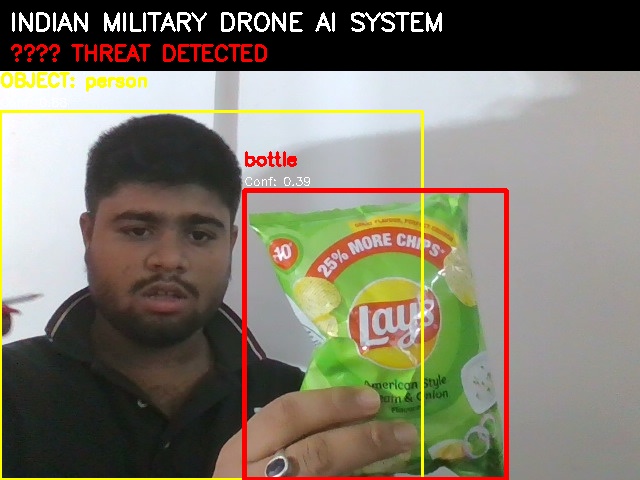 INDIAN MILITARY DRONE AI SYSTEM
???? THREAT DETECTED
OBJECT: person
bottle
Conf: 0.39
40
25% MORE CHIPS*
Lay's
American Style
Cream & Onion